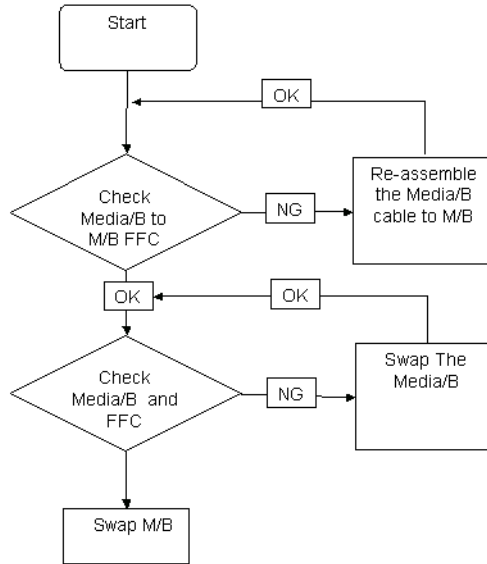 Start
OK
Check
Media/B to
M/B FFC
NG
Re-assemble
the Media/B
cable to M/B
OK
OK
Check
Media/B and
FFC
NG
Swap The
Media/B
Swap M/B